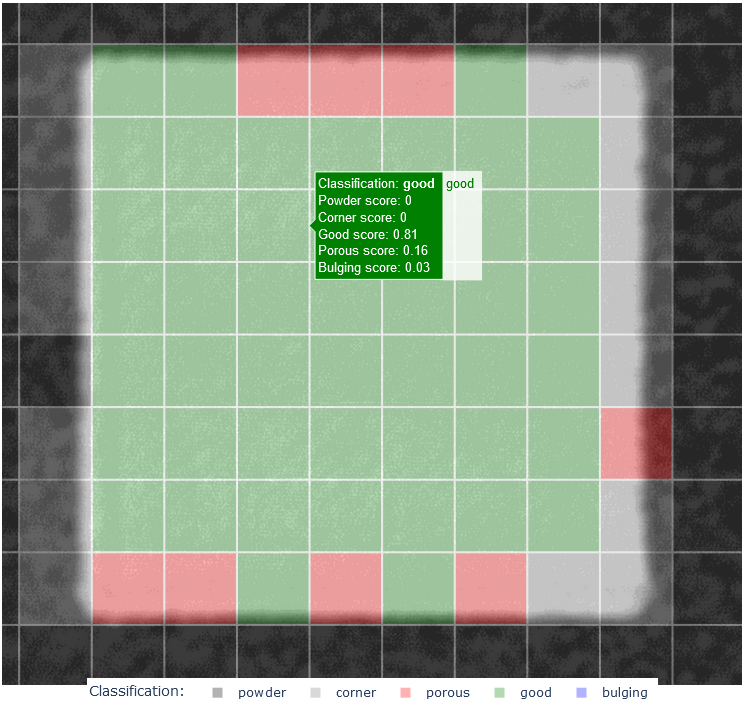 Classification: good good
Powder score: 0
Corner score: 0
Good score: 0.81
Porous score: 0.16
Bulging score: 0.03
Classification: powder corner porous good bulging